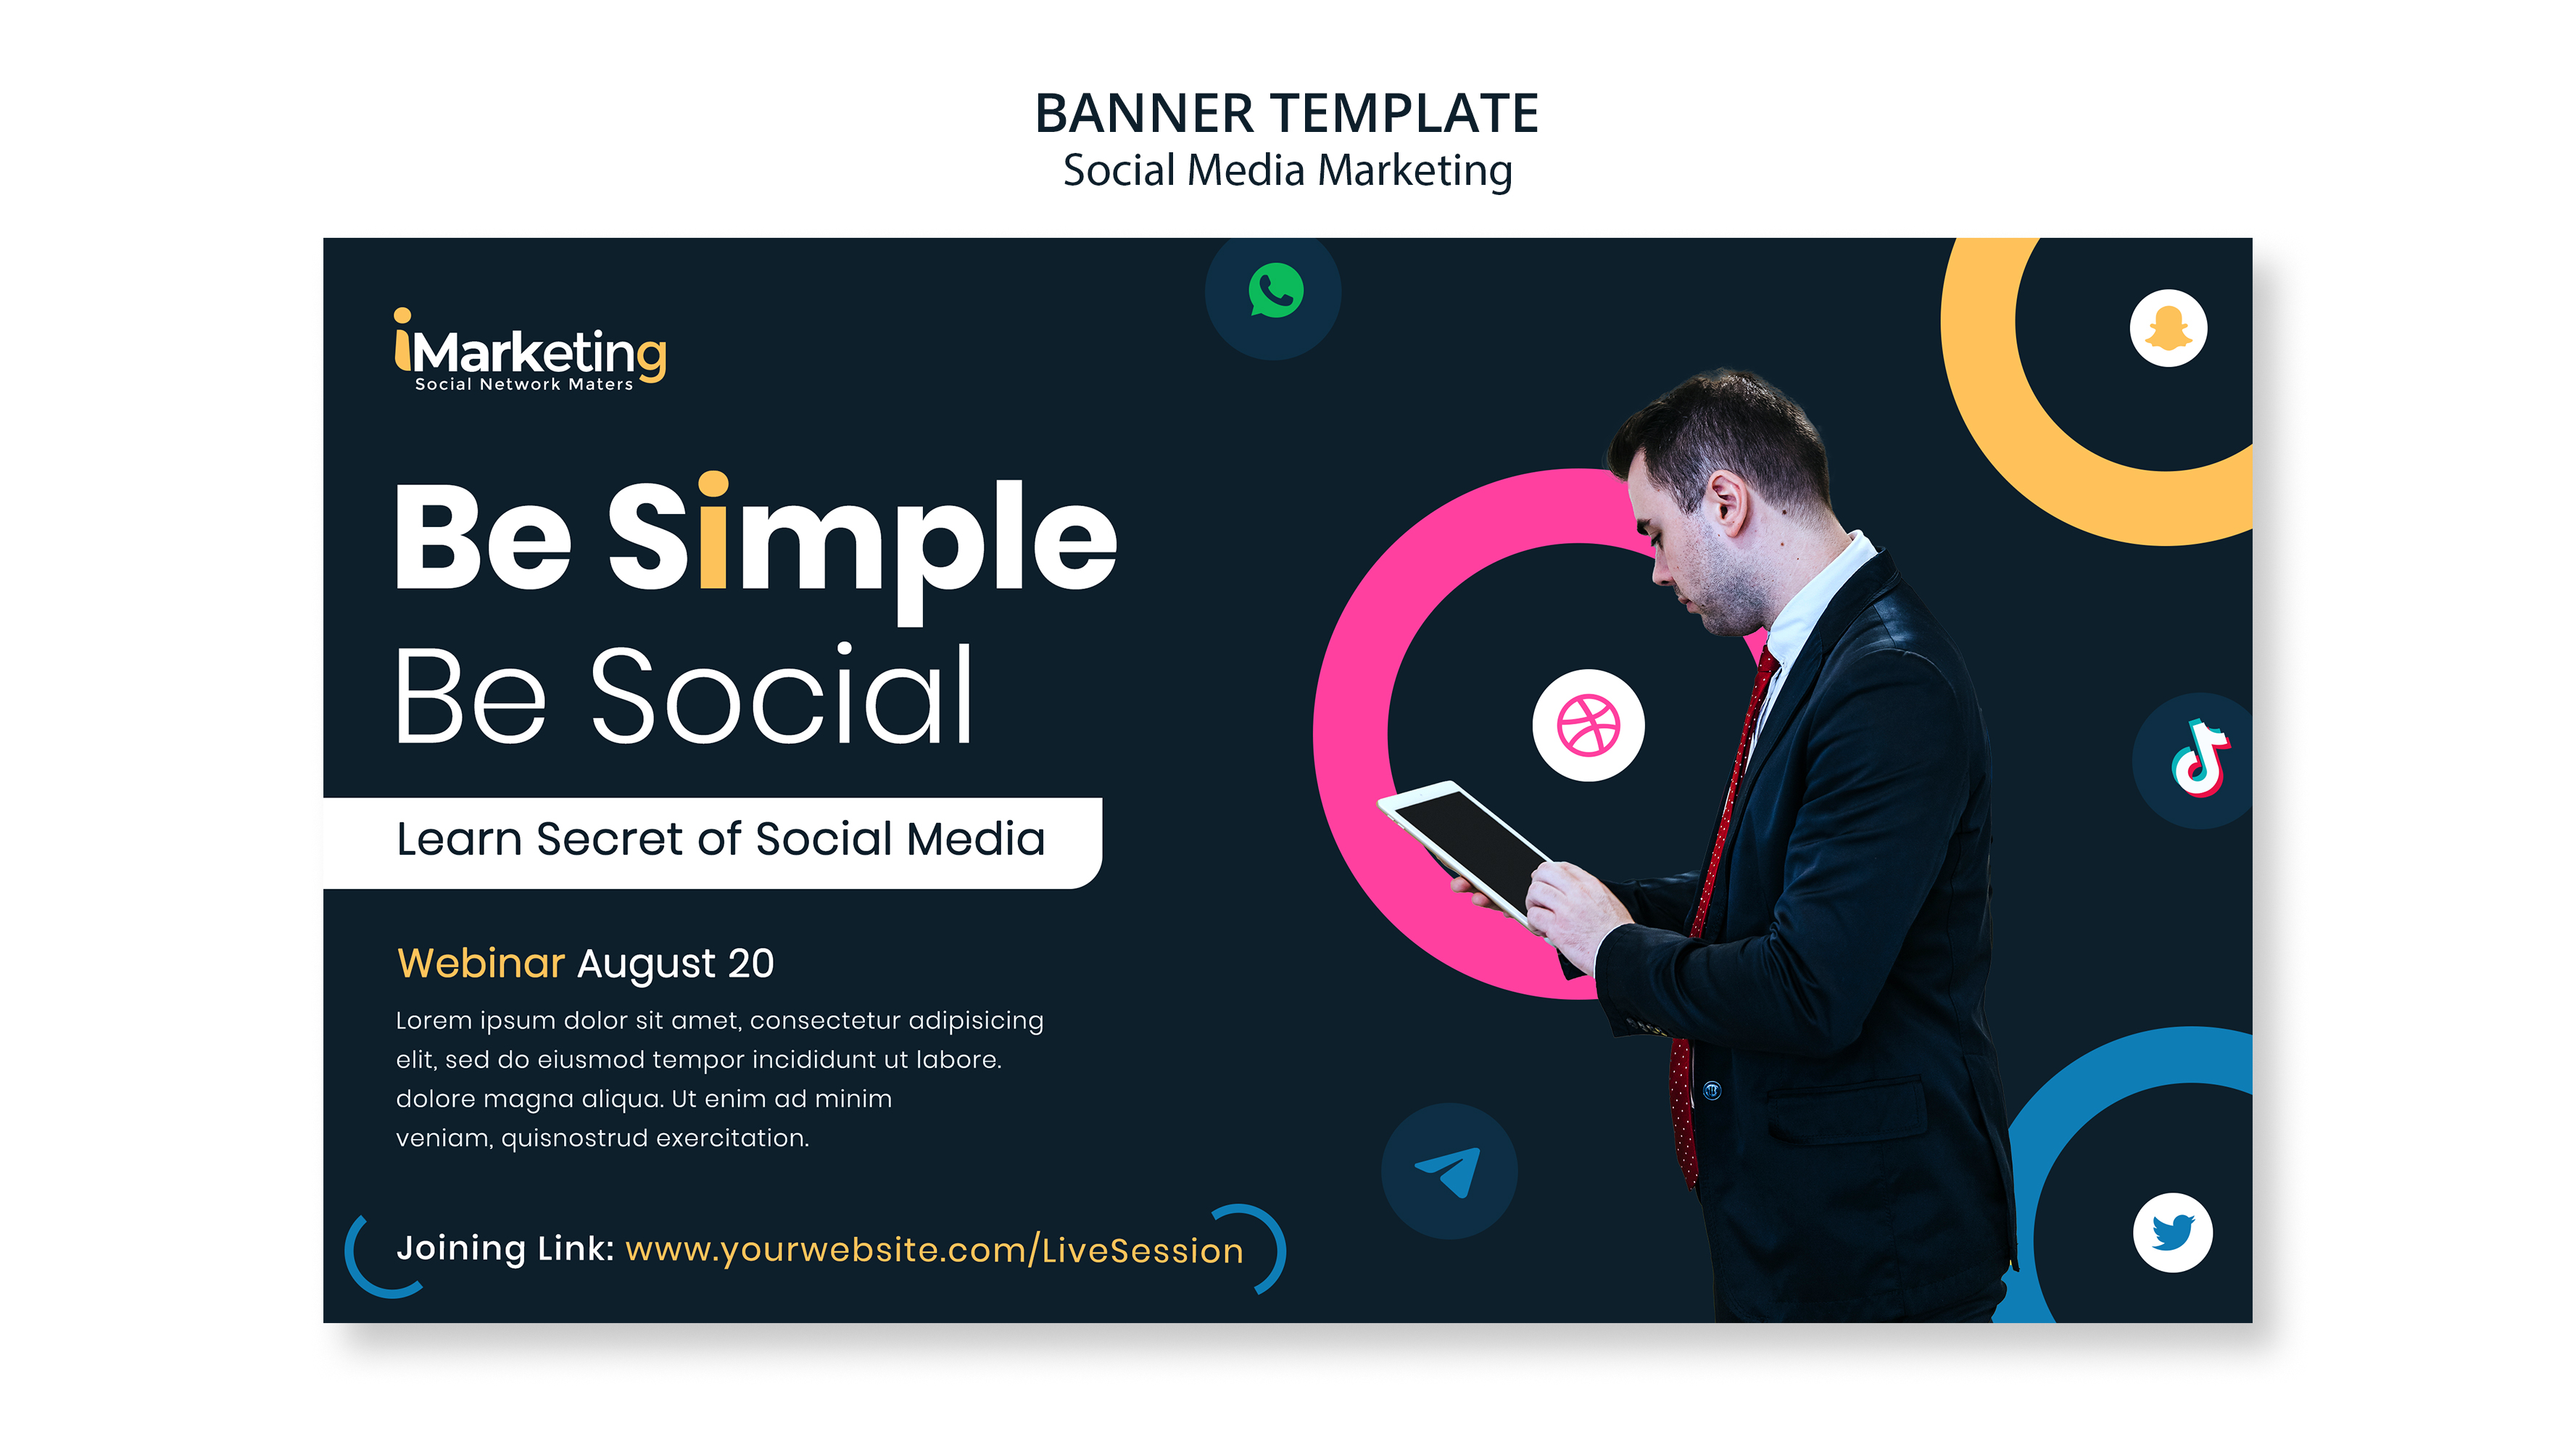 BANNER TEMPLATE
Social Media Marketing
iMarketing
Social Network Maters
Be Simple
Be Social
Learn Secret of Social Media
Webinar August 20
Lorem ipsum dolor sit amet, consectetur adipisicing
elit, sed do eiusmod tempor incididunt ut labore.
dolore magna aliqua. Ut enim ad minim
veniam, quisnostrud exercitation.
Joining Link: www.yourwebsite.com/LiveSession